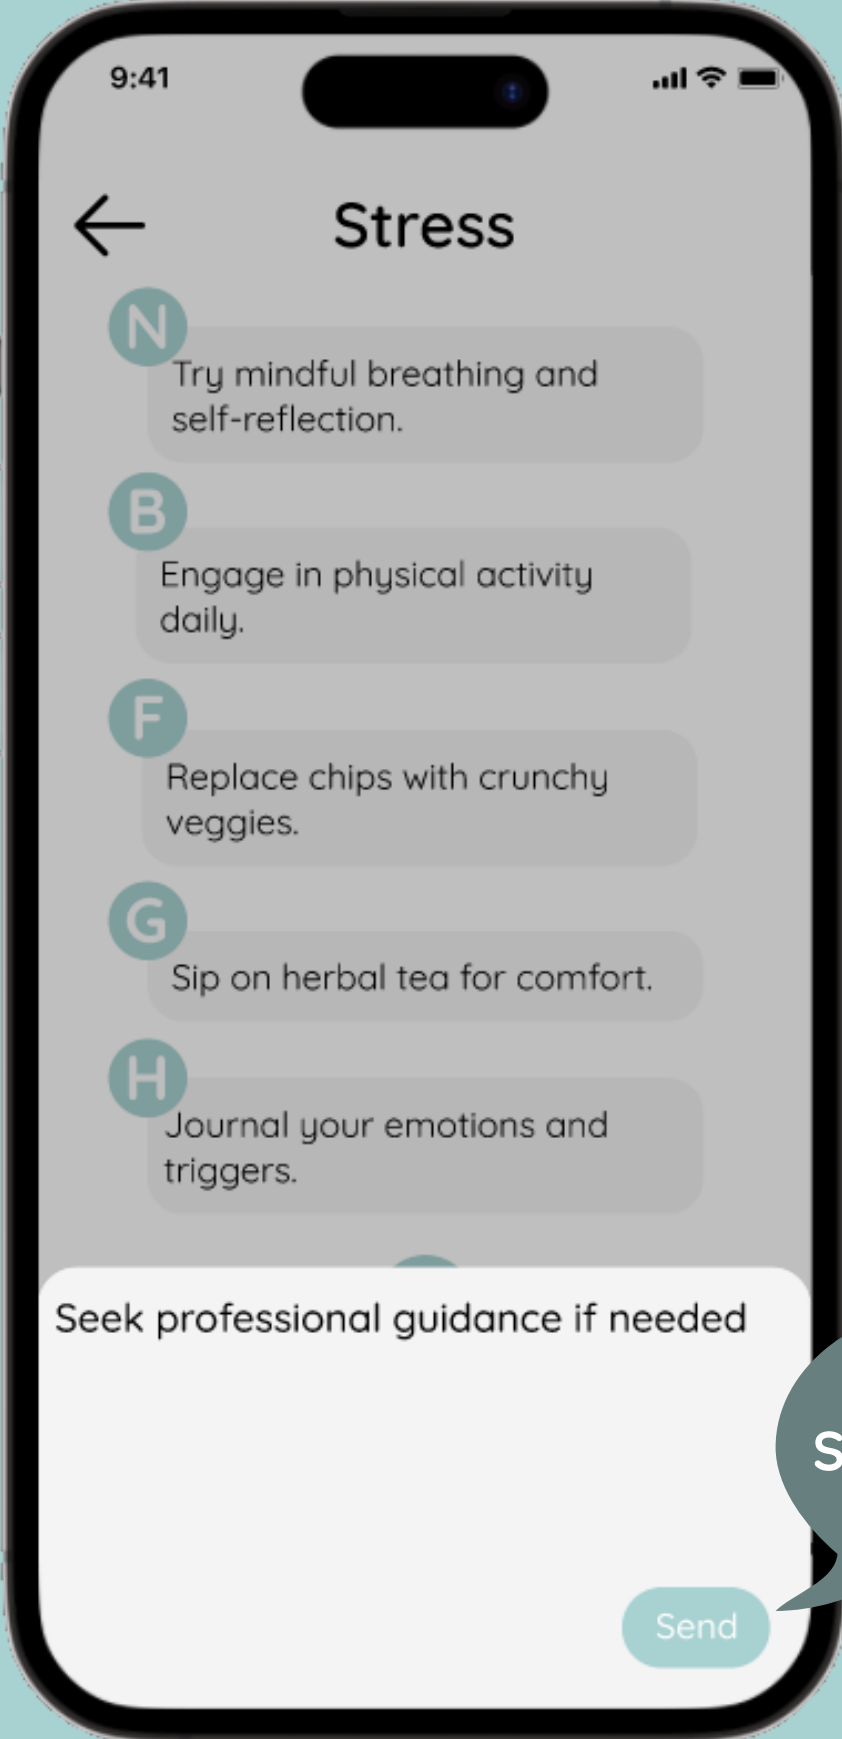 9:41
Stress
N
Try mindful breathing and
self-reflection.
B
Engage in physical activity
daily.
F
Replace chips with crunchy
veggies.
G
Sip on herbal tea for comfort.
H
Journal your emotions and
triggers.
Seek professional guidance if needed
Send